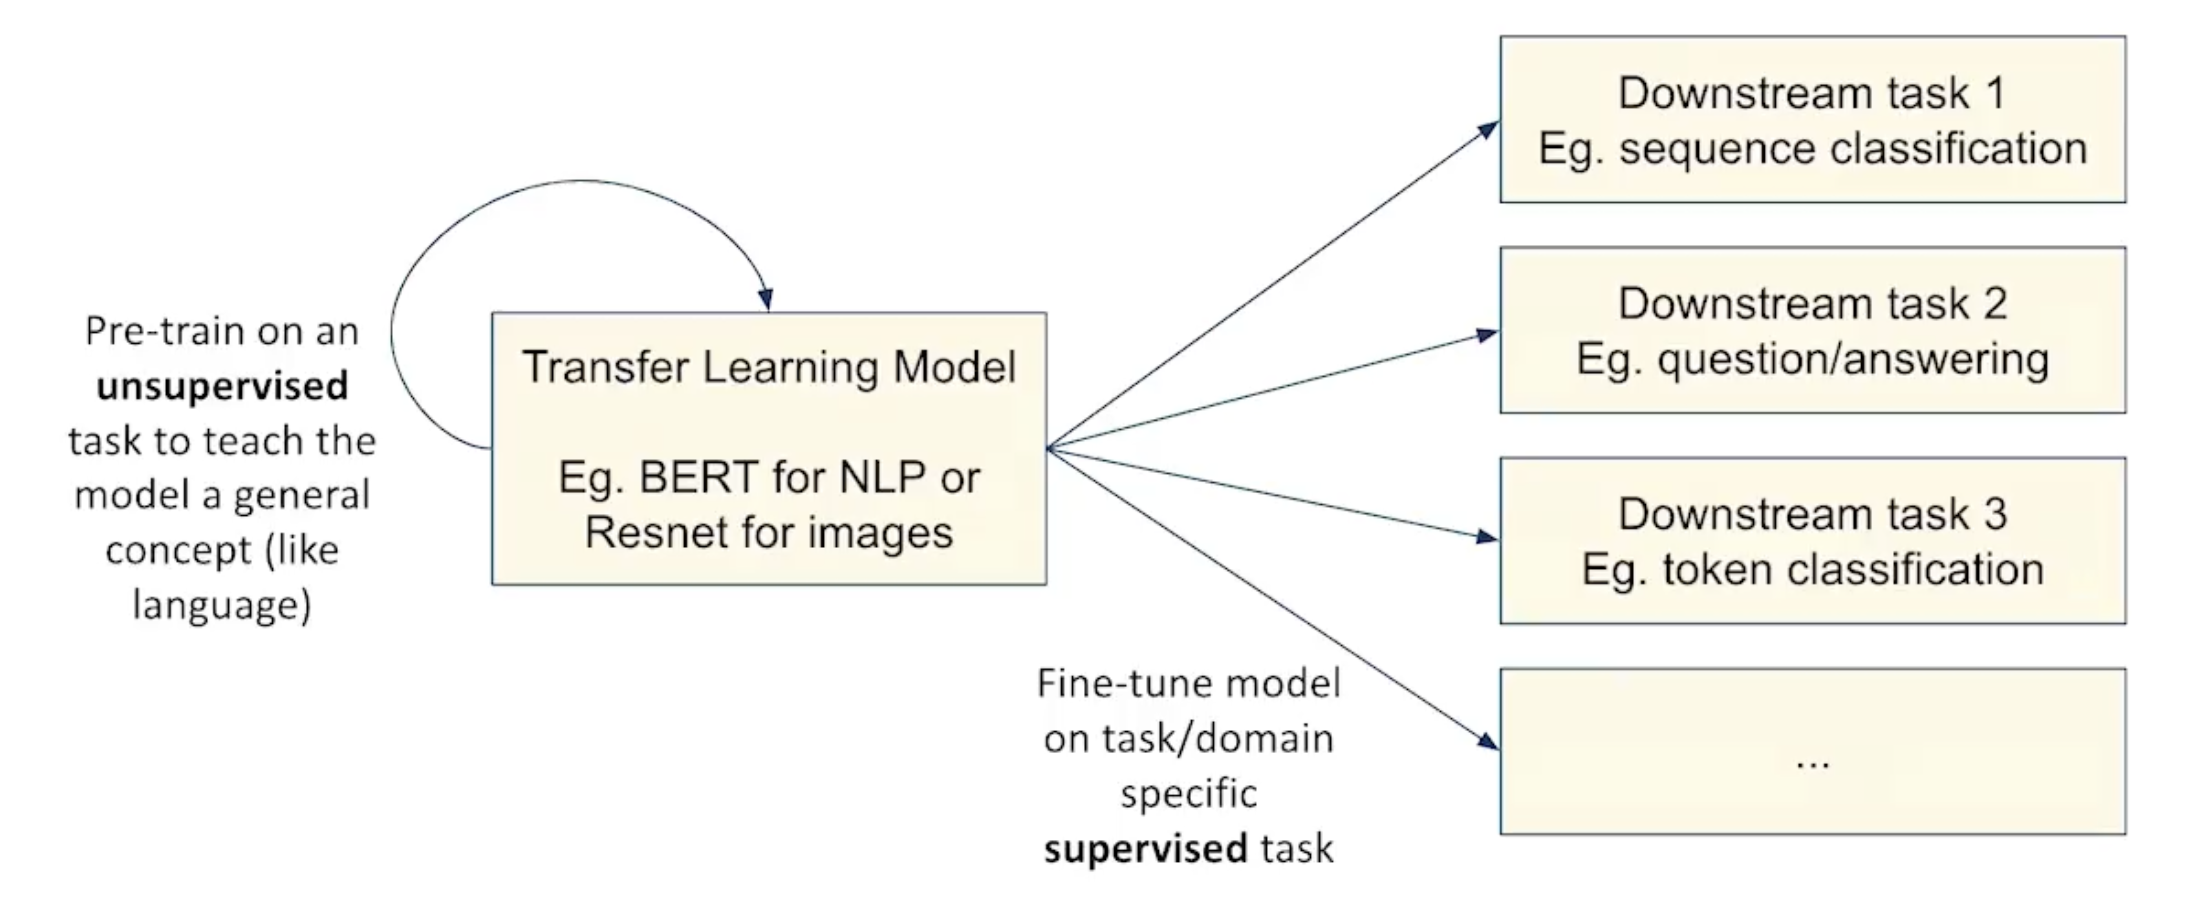 Pre-train on an
unsupervised
task to teach the
model a general
concept (like
language)
Transfer Learning Model
Eg. BERT for NLP or
Resnet for images
Fine-tune model
on task/domain
specific
supervised task
Downstream task 1
Eg. sequence classification
Downstream task 2
Eg. question/answering
Downstream task 3
Eg. token classification
...